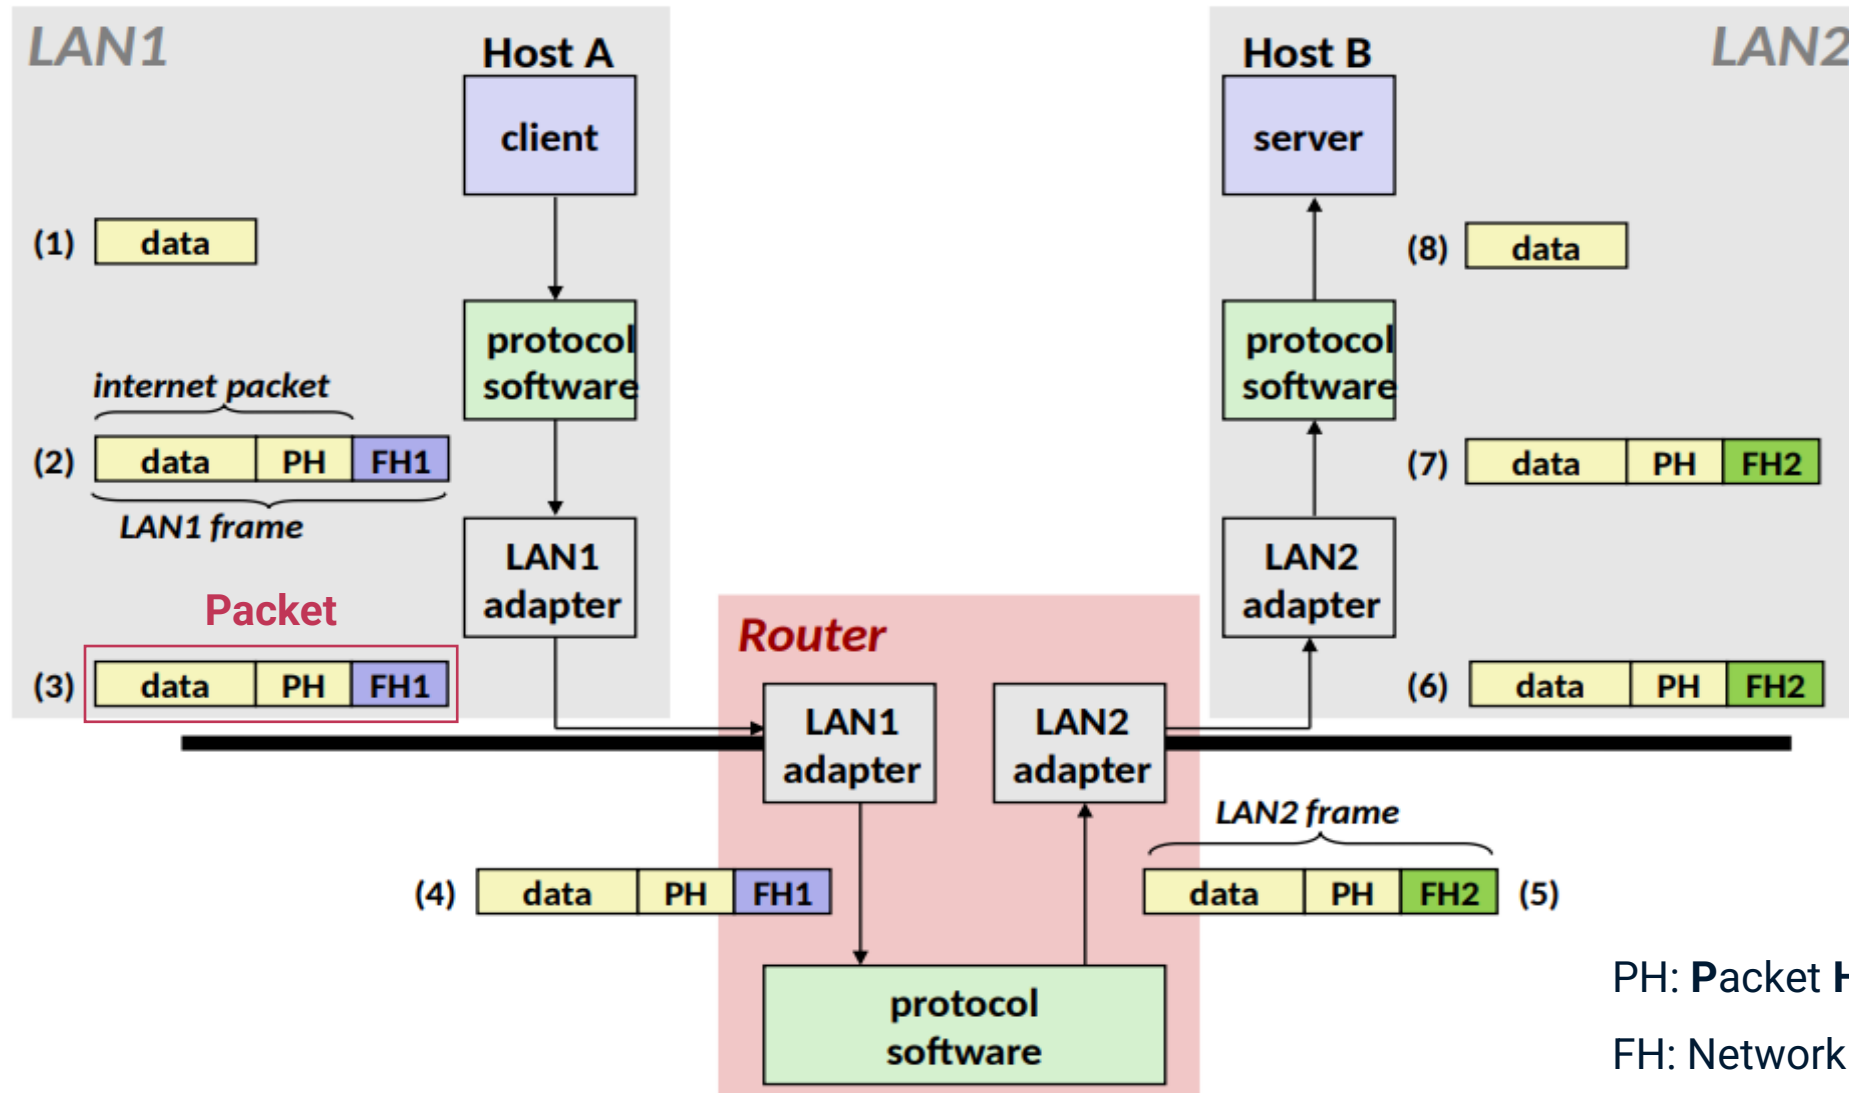 LAN1
Host A
client
(1) data
protocol
software
internet packet
(2) data PH FH1
LAN1 frame
LAN1
adapter
Packet
(3) data PH FH1
Router
LAN1
adapter
LAN2
adapter
(4) data PH FH1
LAN2 frame
data PH FH2 (5)
protocol
software
LAN2
Host B
server
(8) data
protocol
software
(7) data PH FH2
LAN2
adapter
(6) data PH FH2
PH: Packet H
FH: Network